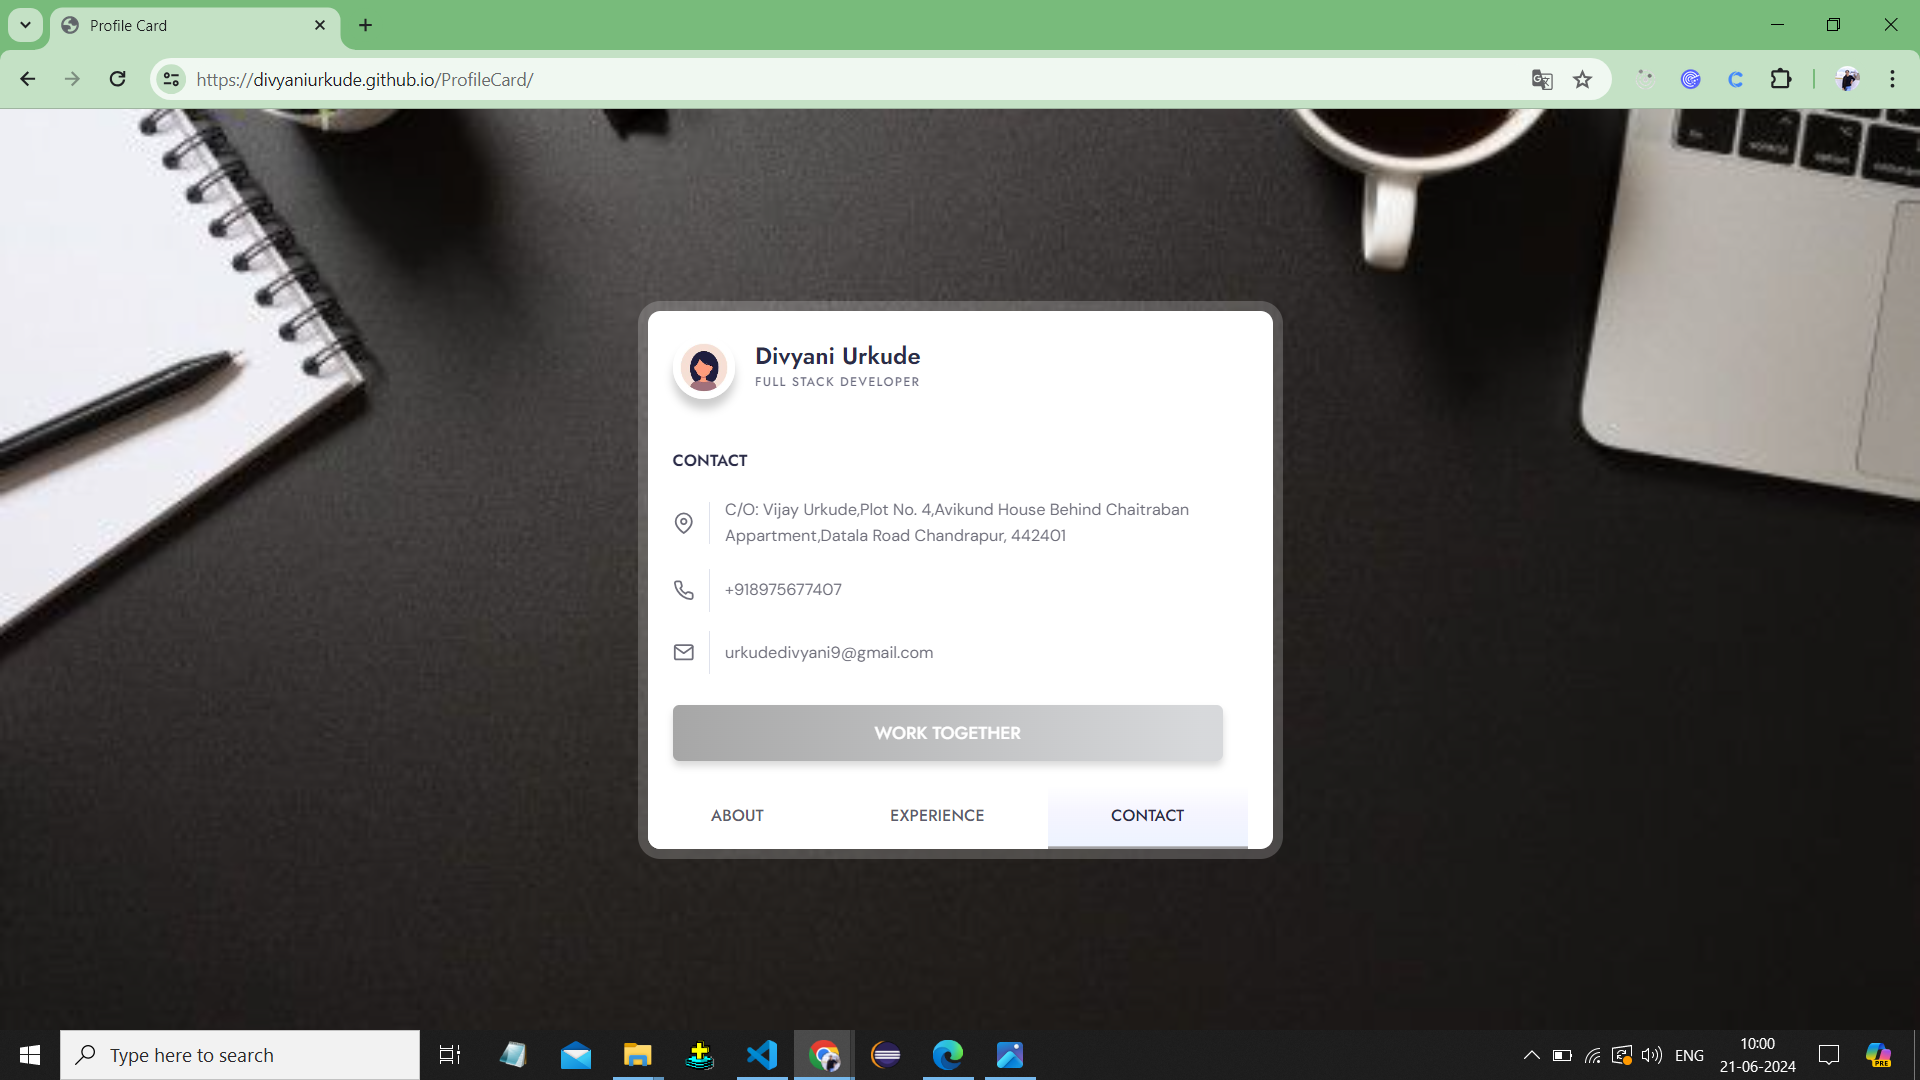 Profile Card
https://divyaniurkude.github.io/ProfileCard/
Divyani Urkude
FULL STACK DEVELOPER
CONTACT
C/O: Vijay Urkude,Plot No. 4,Avikund House Behind Chaitraban
Appartment,Datala Road Chandrapur, 442401
+918975677407
urkudedivyani9@gmail.com
WORK TOGETHER
ABOUT EXPERIENCE CONTACT
Type here to search
ENG
10:00
21-06-2024
PRE